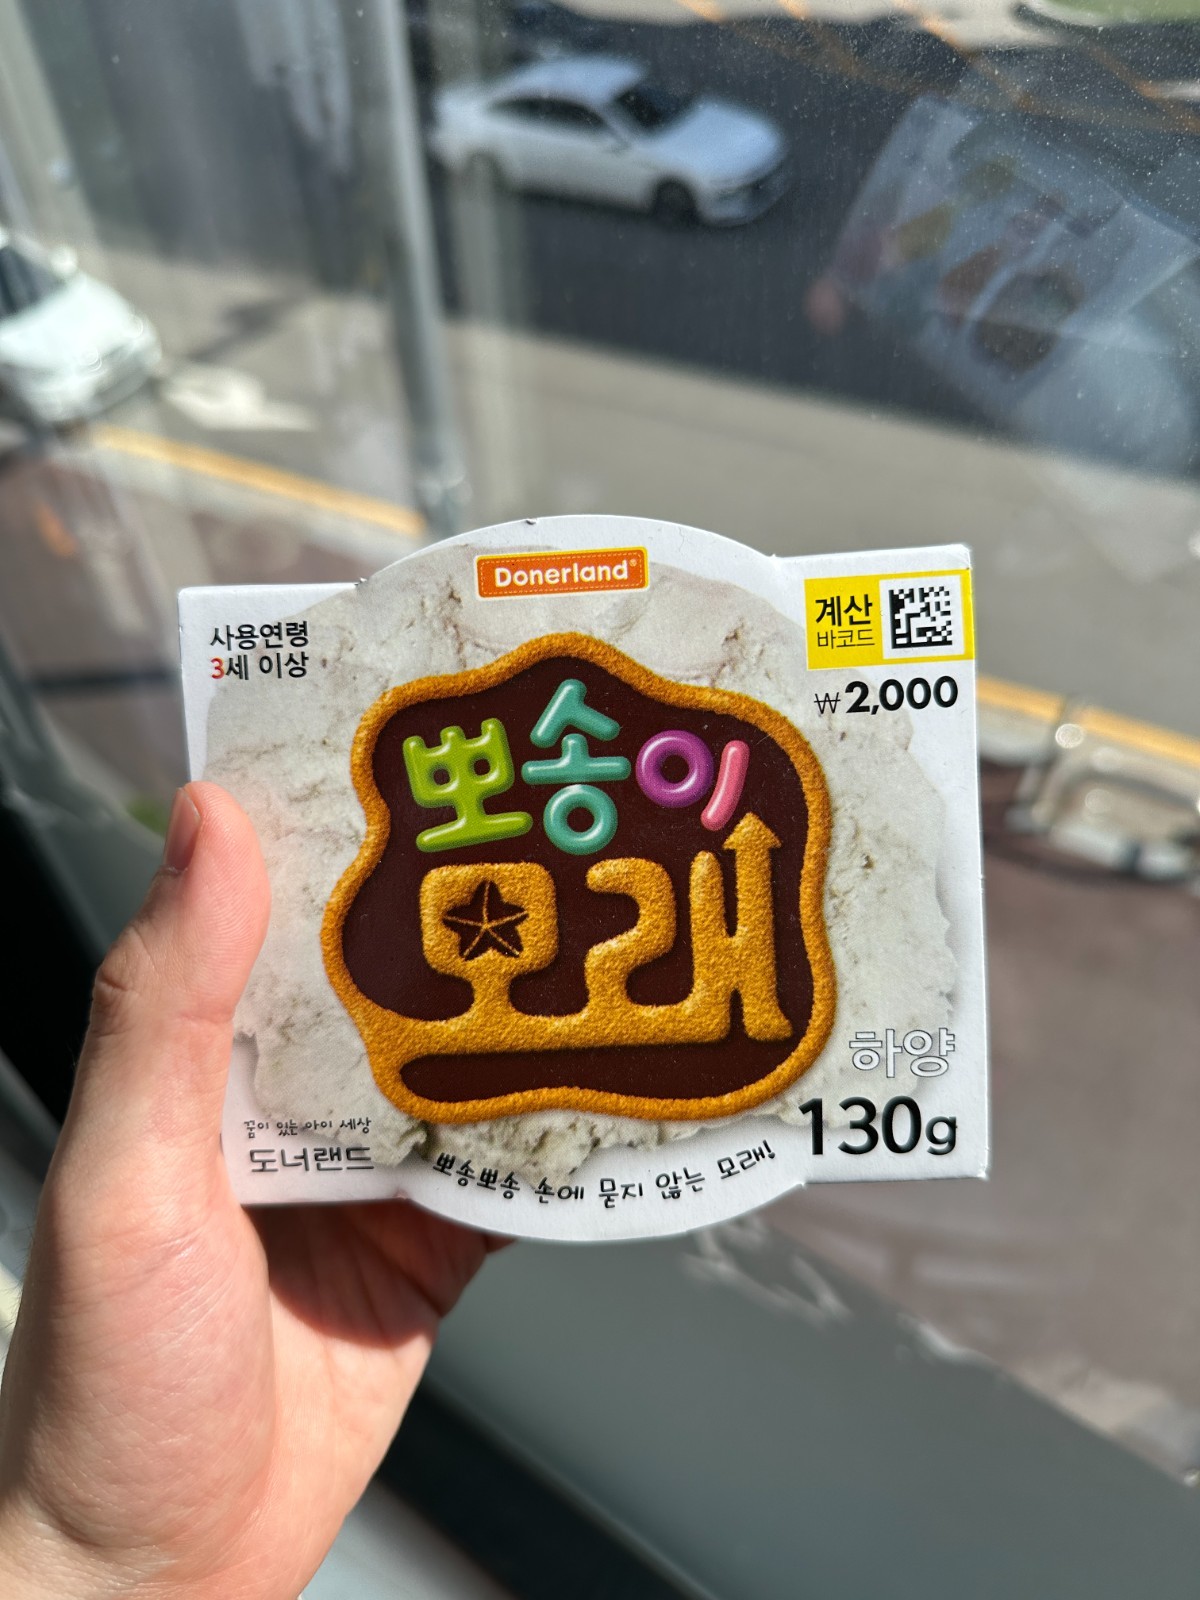 Donerland®
사용연령
3세 이상
계산
바코드
₩2,000
뽀송이
모래
하양
130g
꿈이 있는 아이 세상
도너랜드
뽀송뽀송 손에 묻지 않는 모래!